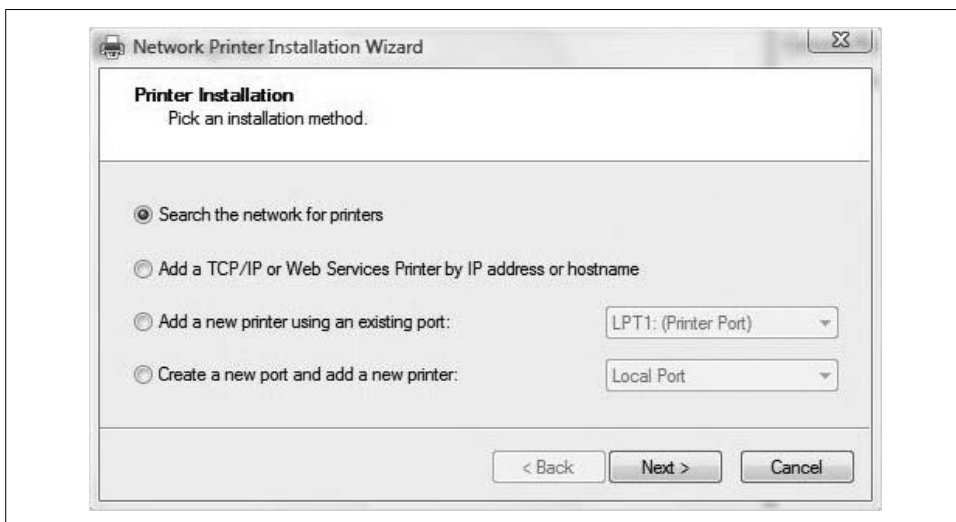 Network Printer Installation Wizard
Printer Installation
Pick an installation method.
Search the network for printers
Add a TCP/IP or Web Services Printer by IP address or hostname
Add a new printer using an existing port: LPT1: (Printer Port)
Create a new port and add a new printer: Local Port
< Back Next > Cancel